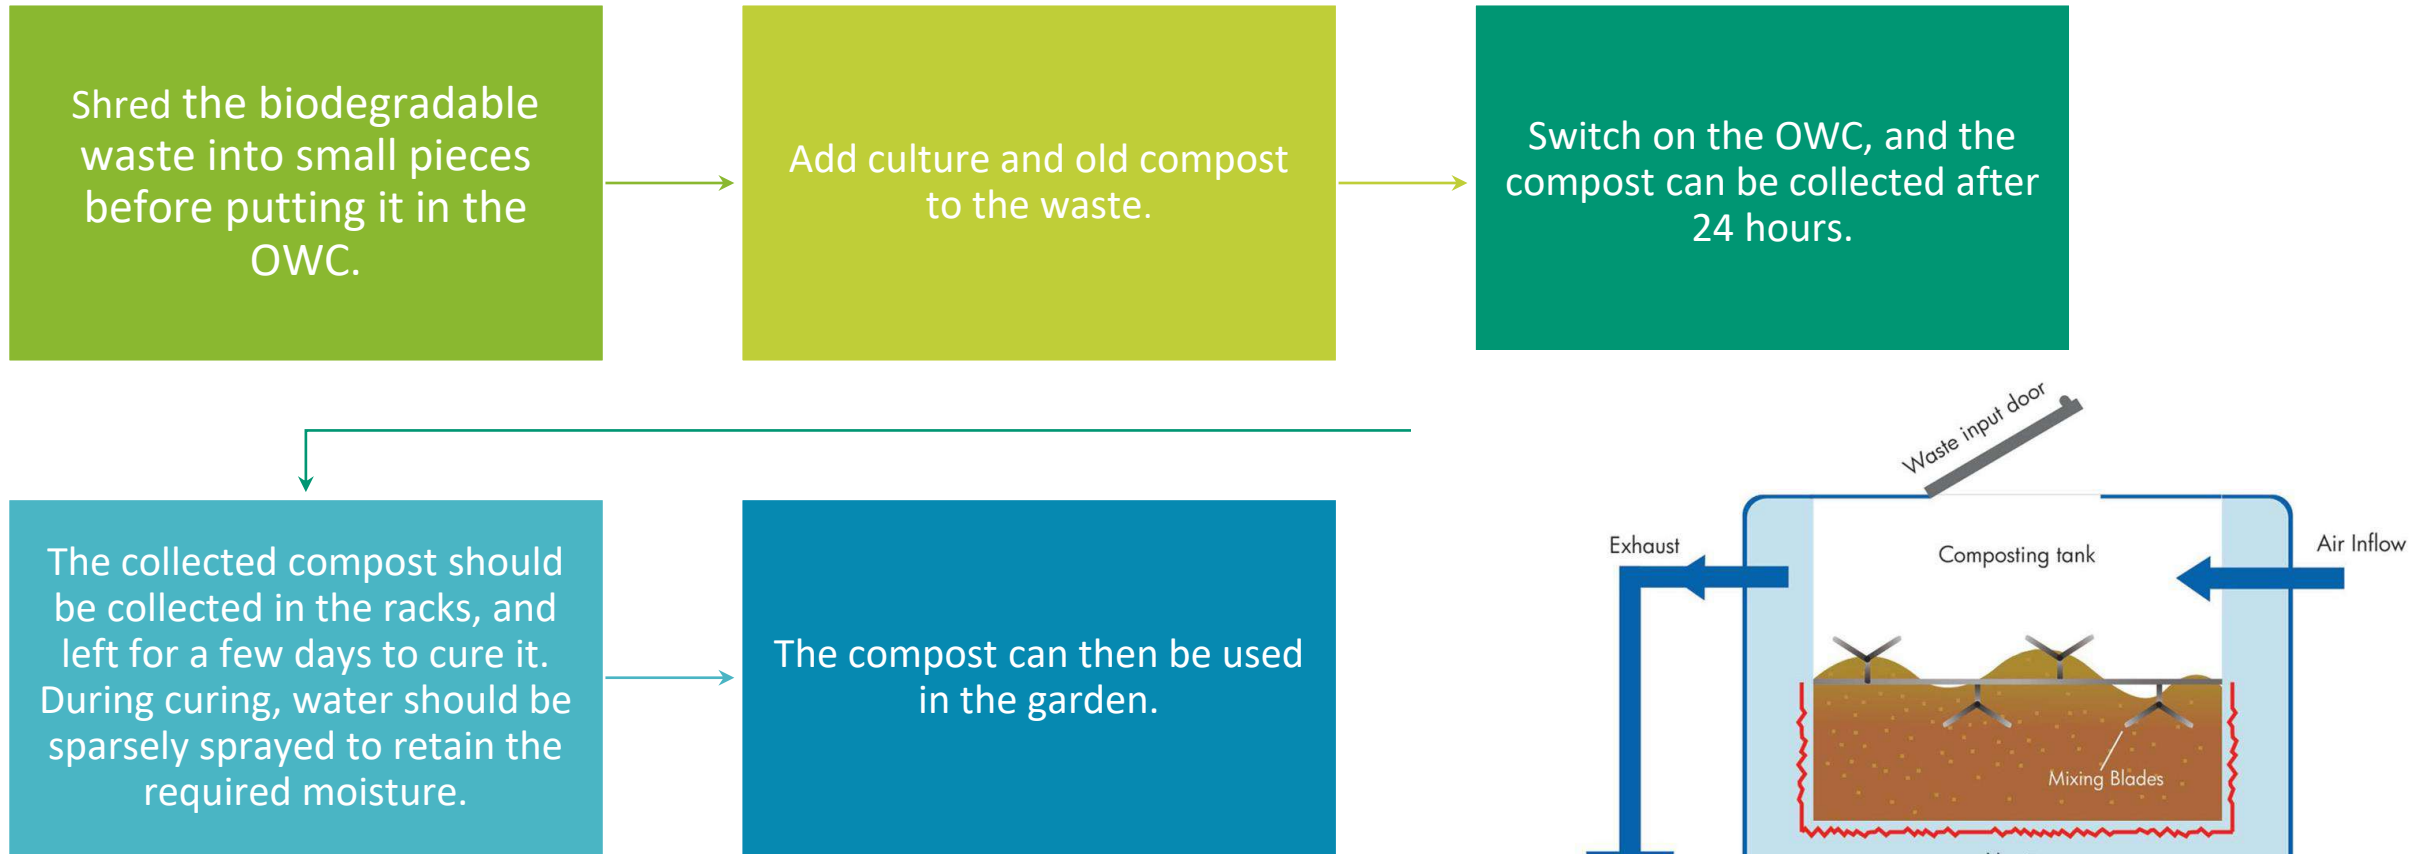 Shred the biodegradable
waste into small pieces
before putting it in the
OWC.
Add culture and old compost
to the waste.
Switch on the OWC, and the
compost can be collected after
24 hours.
The collected compost should
be collected in the racks, and
left for a few days to cure it.
During curing, water should be
sparsely sprayed to retain the
required moisture.
The compost can then be used
in the garden.
Waste input door
Exhaust
Composting tank
Air Inflow
Mixing Blades